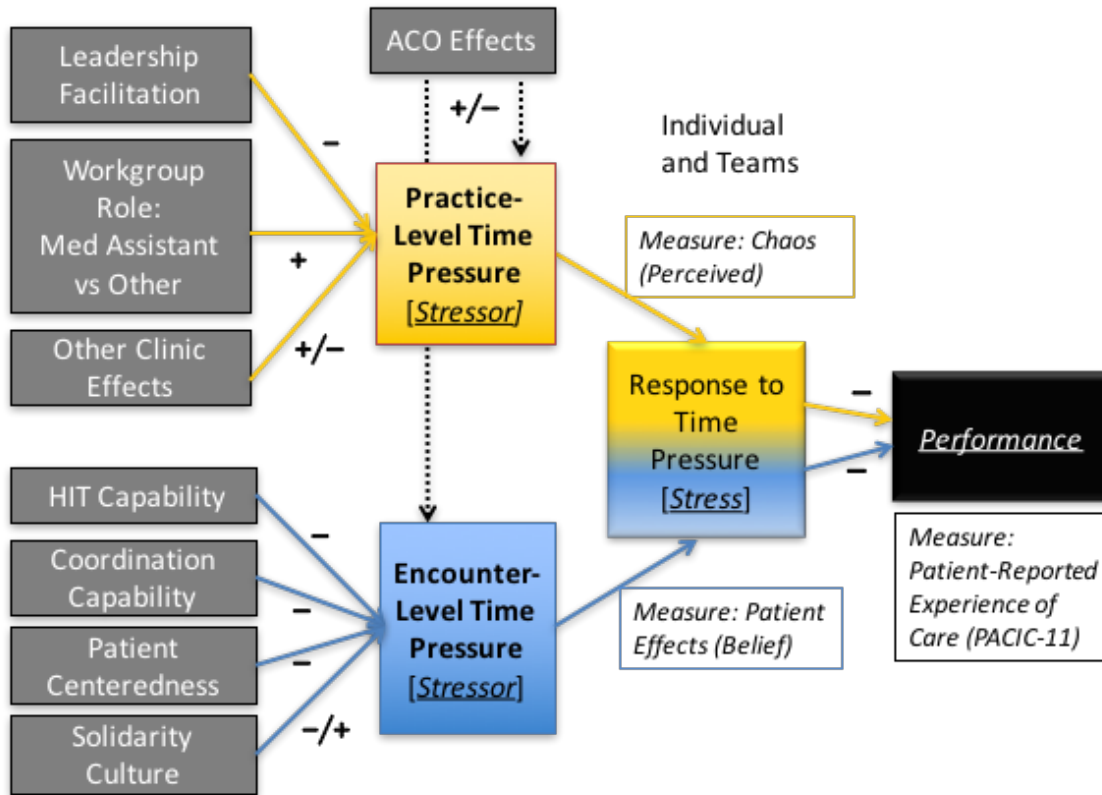 Leadership
Facilitation
ACO Effects
+/−
−
Individual
and Teams
Workgroup
Role:
Med Assistant
vs Other
+
Practice-
Level Time
Pressure
[Stressor]
Measure: Chaos
(Perceived)
Other Clinic
Effects
+/−
Response to
Time
Pressure
[Stress]
−
−
Performance
HIT Capability
−
Coordination
Capability
−
Patient
Centeredness
−
Solidarity
Culture
−/+
Encounter-
Level Time
Pressure
[Stressor]
Measure: Patient
Effects (Belief)
Measure:
Patient-Reported
Experience of
Care (PACIC-11)